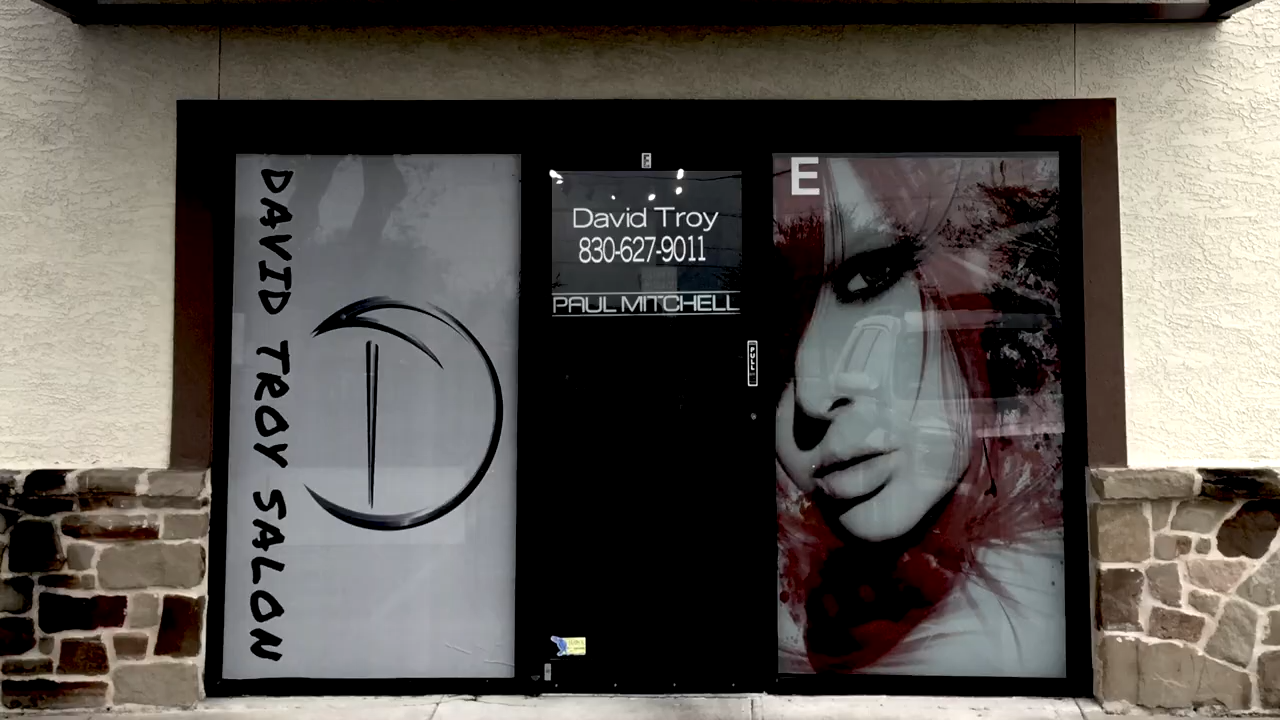 DAVID TROY SALON
E
David Troy
830-627-9011
PAUL MITCHELL
PULL
E